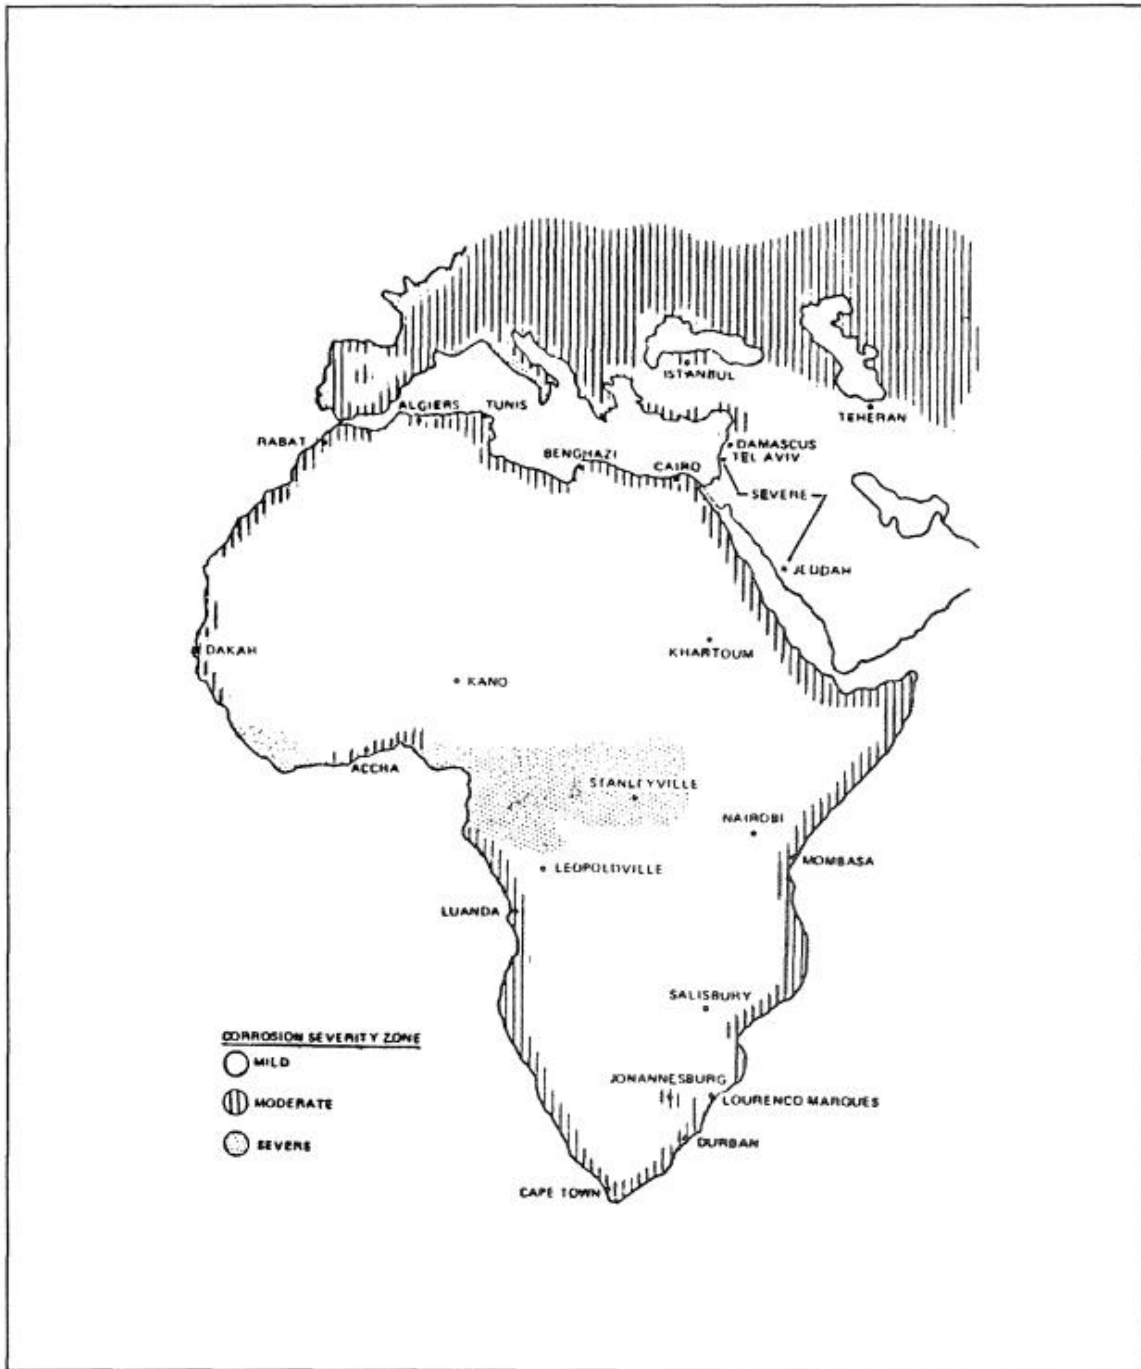 ISTANBUL
TEHERAN
ALGIERS
TUNIS
RABAT
DAMASCUS
TEL AVIV
BENGHAZI
CAIRO
SEVERE
JEDDAH
DAKAH
KHARTOUM
KANO
ACCRA
STANLEYVILLE
NAIROBI
MOMBASA
LEOPOLDVILLE
LUANDA
SALISBURY
CORROSION SEVERITY ZONE
MILD
MODERATE
SEVERE
JOHANNESBURG
LOURENCO MARQUES
DURBAN
CAPE TOWN